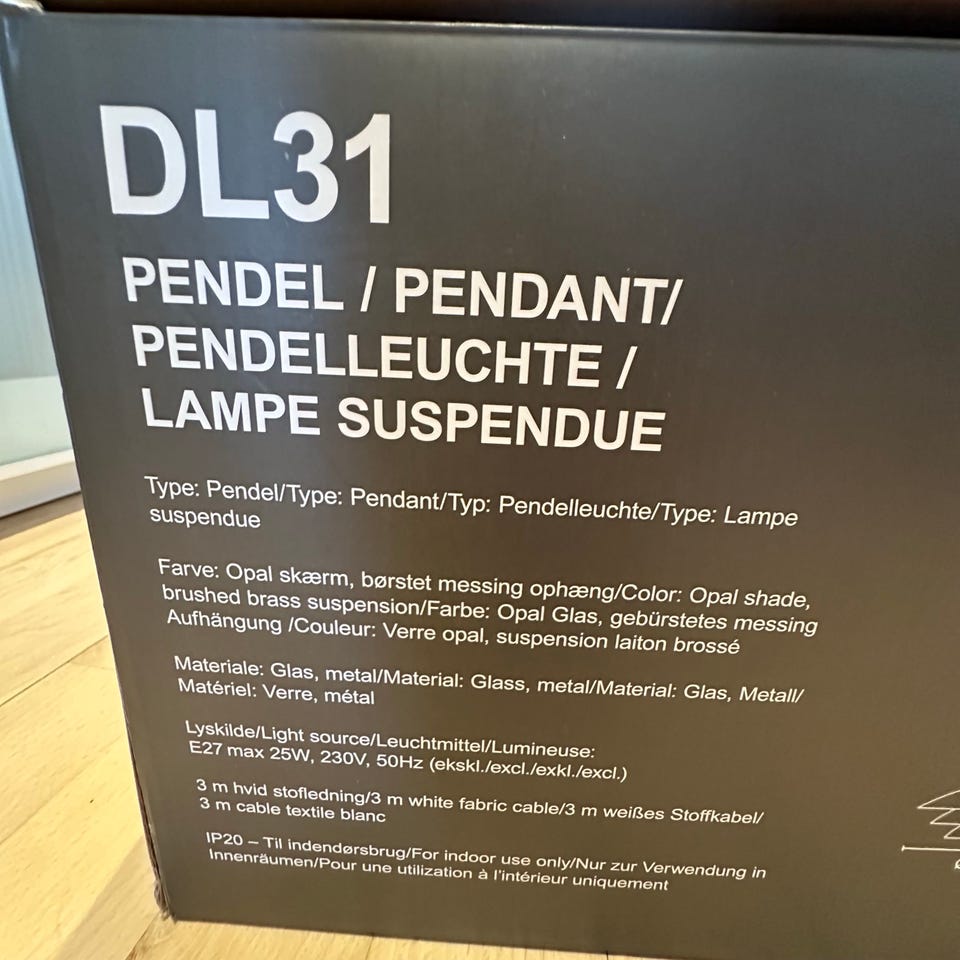 DL31
PENDEL / PENDANT/
PENDELLEUCHTE /
LAMPE SUSPENDUE
Type: Pendel/Type: Pendant/Typ: Pendelleuchte/Type: Lampe
suspendue
Farve: Opal skærm, børstet messing ophæng/Color: Opal shade,
brushed brass suspension/Farbe: Opal Glas, gebürstetes messing
Aufhängung /Couleur: Verre opal, suspension laiton brossé
Materiale: Glas, metal/Material: Glass, metal/Material: Glas, Metall/
Matériel: Verre, métal
Lyskilde/Light source/Leuchtmittel/Lumineuse:
E27 max 25W, 230V, 50Hz (ekskl./excl./exkl./excl.)
3 m hvid stofledning/3 m white fabric cable/3 m weißes Stoffkabel/
3 m cable textile blanc
IP20 – Til indendørsbrug/For indoor use only/Nur zur Verwendung in
Innenräumen/Pour une utilization à l'intérieur uniquement